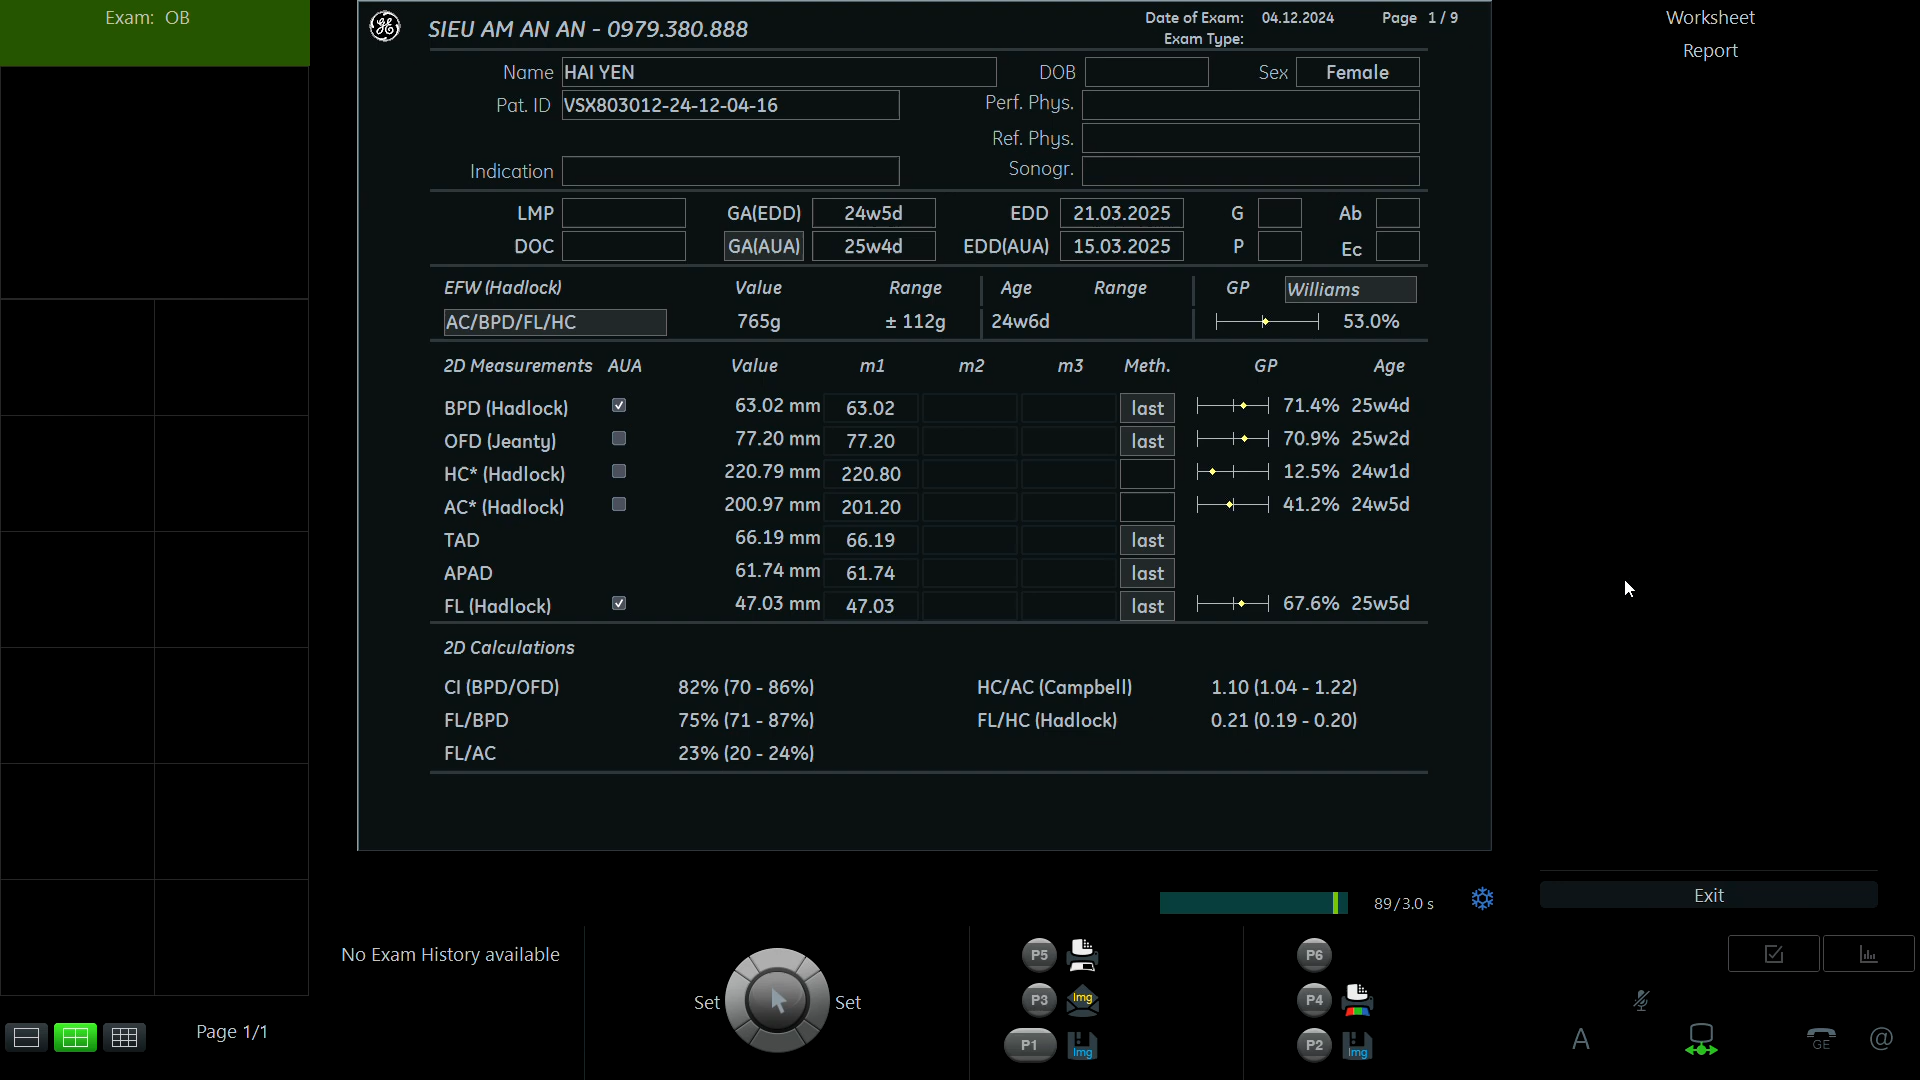 Exam: OB
SIEU AM AN AN - 0979.380.888
Date of Exam: 04.12.2024 Page 1 / 9
Exam Type:
Worksheet
Report
Name HAI YEN DOB Sex Female
Pat. ID VSX803012-24-12-04-16 Perf. Phys.
Ref. Phys.
Indication Sonogr.
LMP GA(EDD) 24w5d EDD 21.03.2025 G Ab
DOC GA(AUA) 25w4d EDD(AUA) 15.03.2025 P Ec
EFW (Hadlock) Value Range Age Range GP Williams
AC/BPD/FL/HC 765g ± 112g 24w6d 53.0%
2D Measurements AUA Value m1 m2 m3 Meth. GP Age
BPD (Hadlock) 63.02 mm 63.02 last 71.4% 25w4d
OFD (Jeanty) 77.20 mm 77.20 last 70.9% 25w2d
HC* (Hadlock) 220.79 mm 220.80 12.5% 24w1d
AC* (Hadlock) 200.97 mm 201.20 41.2% 24w5d
TAD 66.19 mm 66.19 last
APAD 61.74 mm 61.74 last
FL (Hadlock) 47.03 mm 47.03 last 67.6% 25w5d
2D Calculations
CI (BPD/OFD) 82% (70 - 86%) HC/AC (Campbell) 1.10 (1.04 - 1.22)
FL/BPD 75% (71 - 87%) FL/HC (Hadlock) 0.21 (0.19 - 0.20)
FL/AC 23% (20 - 24%)
89/3.0 s
Exit
No Exam History available
Set Set
P5 P6
P3 Img P4
P1 Img P2 Img
Page 1/1
A GE @